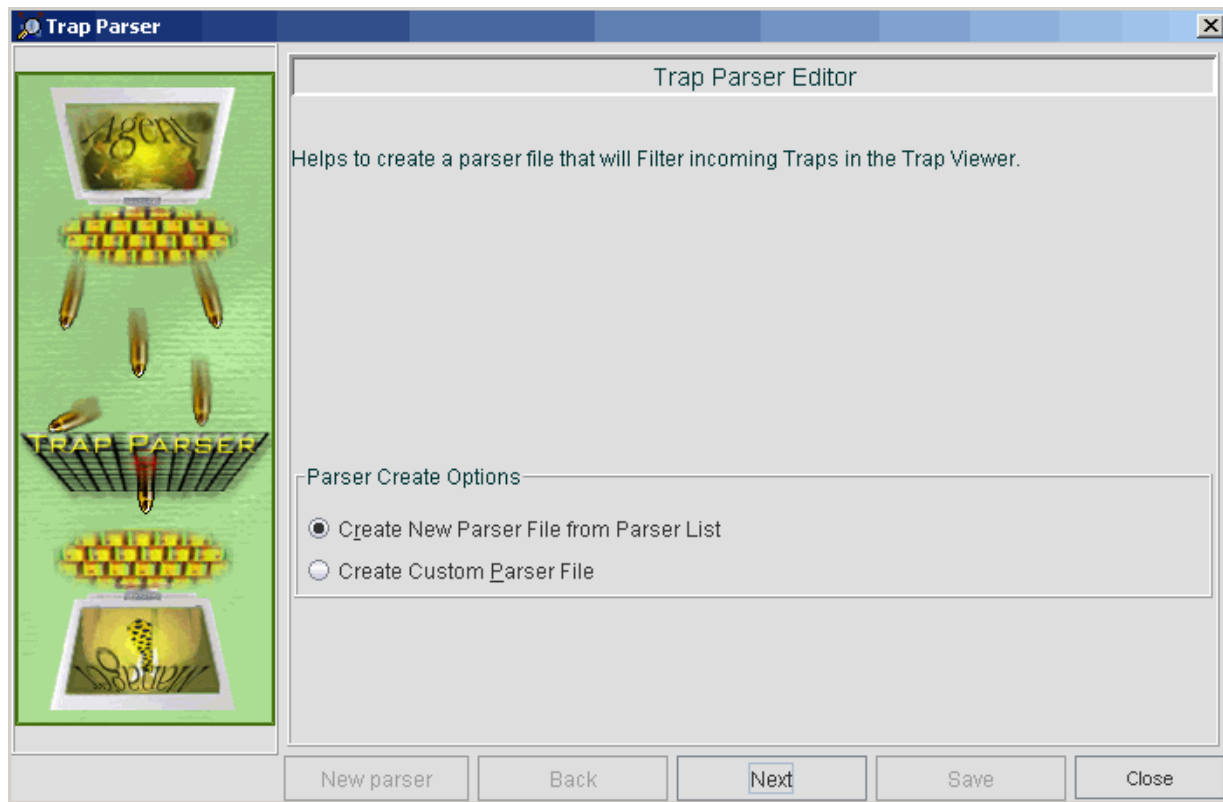 Trap Parser
Trap Parser Editor
Agent
Helps to create a parser file that will Filter incoming Traps in the Trap Viewer.
TRAP PARSER
Parser Create Options
Create New Parser File from Parser List
Create Custom Parser File
Manager
New parser
Back
Next
Save
Close